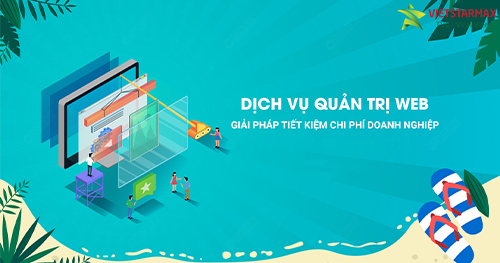 VIETSTARMAX
DỊCH VỤ QUẢN TRỊ WEB
GIẢI PHÁP TIẾT KIỆM CHI PHÍ DOANH NGHIỆP